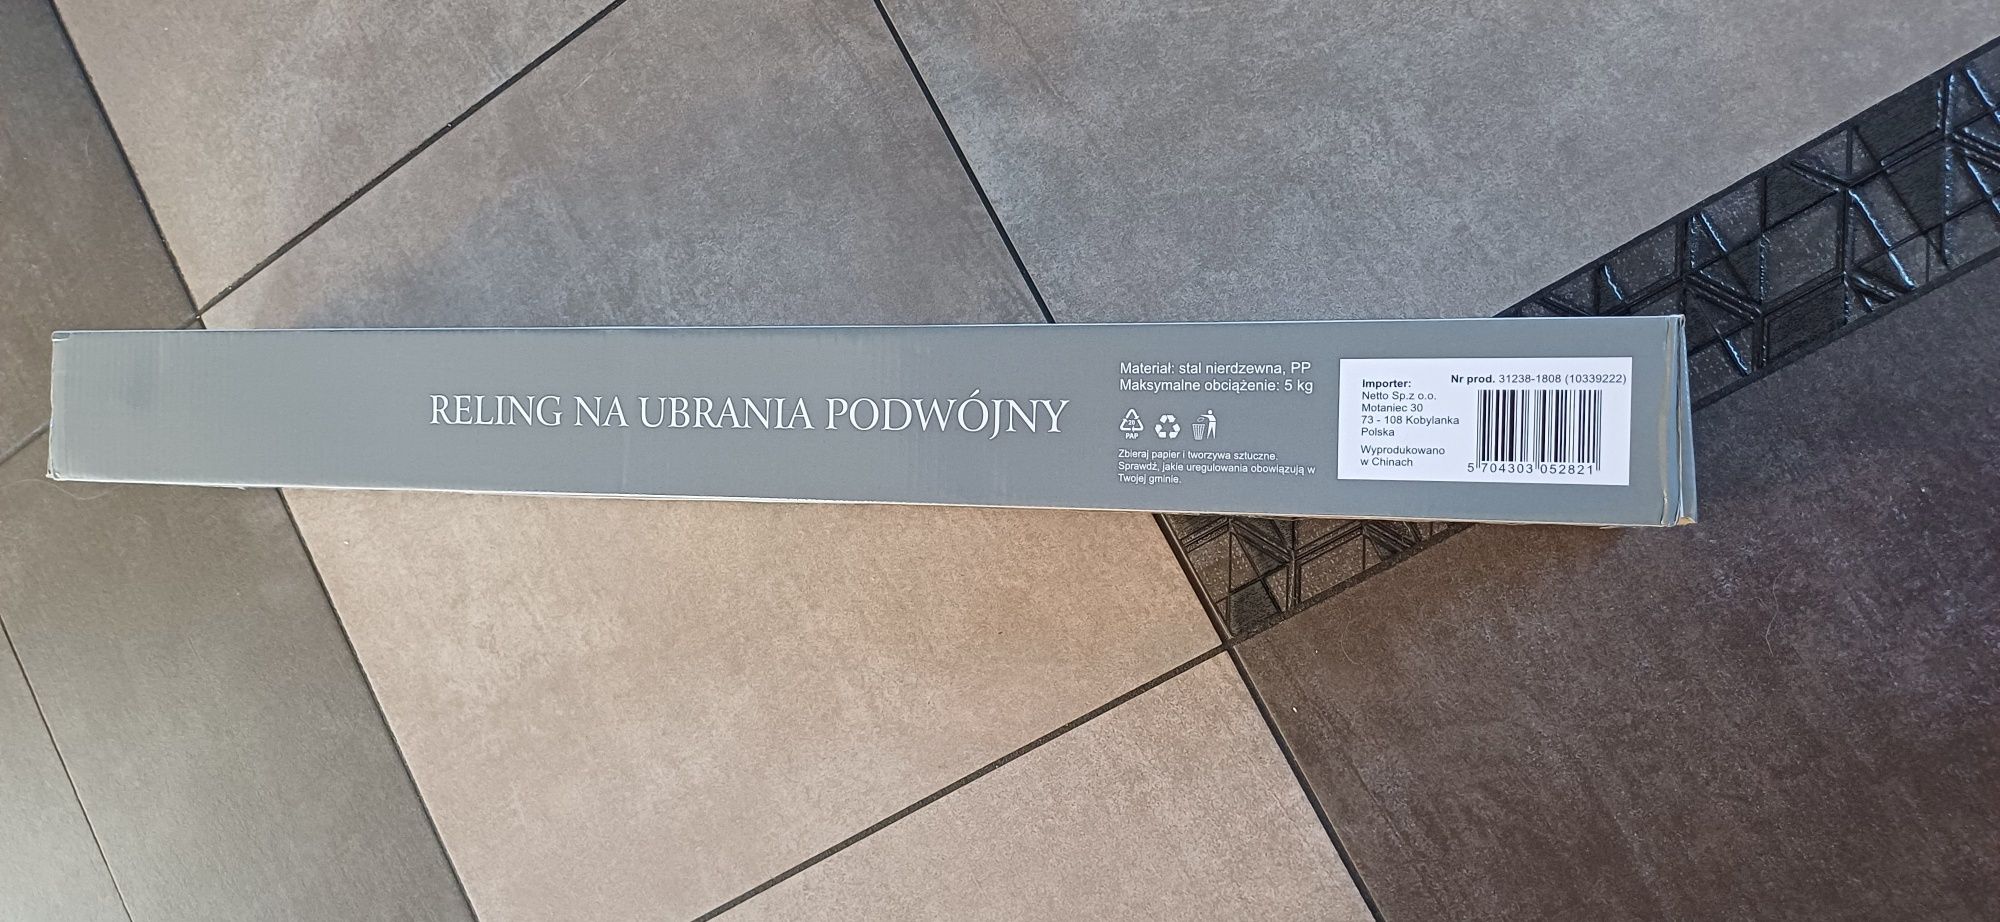 RELING NA UBRANIA PODWÓJNY
Materiał: stal nierdzewna, PP
Maksymalne obciążenie: 5 kg
20
PAP
Zbieraj papier i tworzywa sztuczne.
Sprawdź, jakie uregulowania obowiązują w
Twojej gminie.
Nr prod. 31238-1808 (10339222)
Importer:
Netto Sp.z o.o.
Motaniec 30
73 - 108 Kobylanka
Polska
Wyprodukowano
w Chinach
5 704303 052821